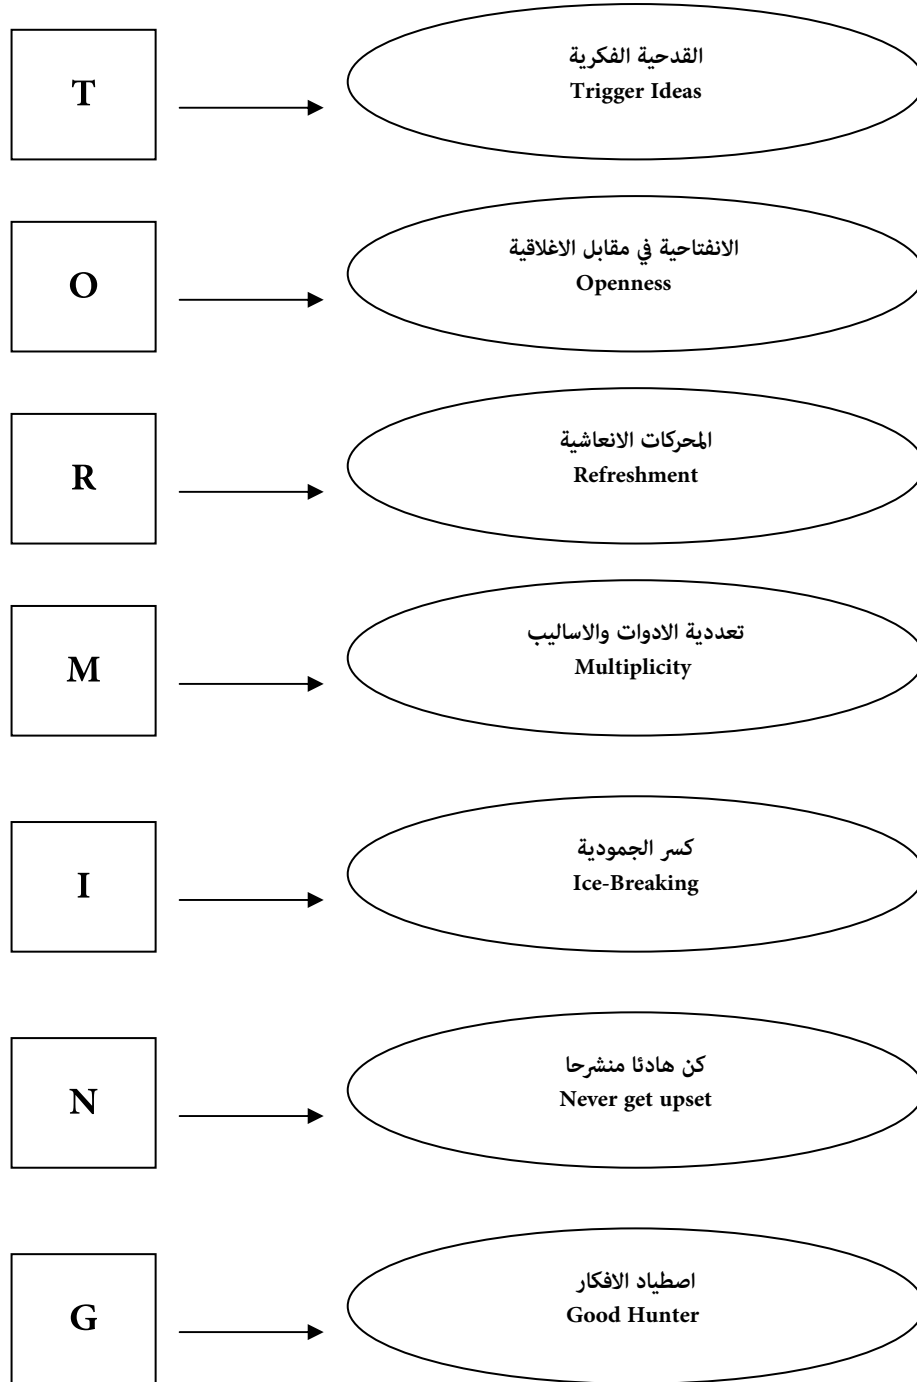 T
القدحية الفكرية
Trigger Ideas
O
الانفتاحية في مقابل الاغلاقية
Openness
R
المحركات الانعاشية
Refreshment
M
تعددية الادوات والاساليب
Multiplicity
I
كسر الجمودية
Ice-Breaking
N
كن هادئا منشرحا
Never get upset
G
اصطياد الافكار
Good Hunter